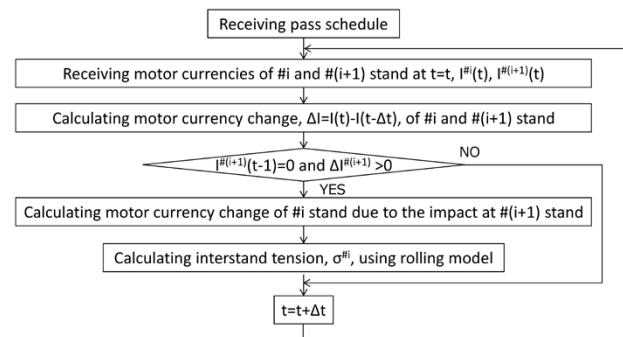 Receiving pass schedule
Receiving motor currencies of #i and #(i+1) stand at t=t, I^#i(t), I^#(i+1)(t)
Calculating motor currency change, ΔI=I(t)-I(t-Δt), of #i and #(i+1) stand
I^#(i+1)(t-1)=0 and ΔI^#(i+1) >0
NO
YES
Calculating motor currency change of #i stand due to the impact at #(i+1) stand
Calculating interstand tension, σ^#i, using rolling model
t=t+Δt